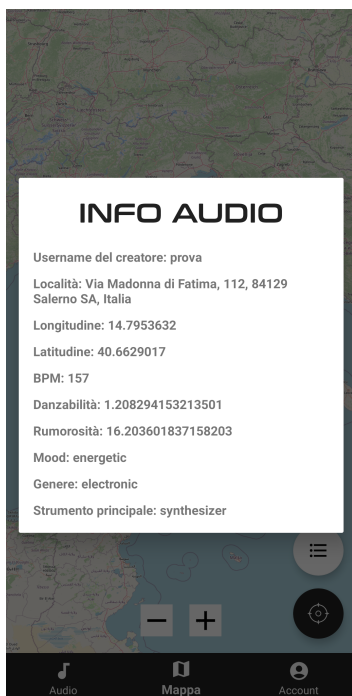 INFO AUDIO
Username del creatore: prova
Località: Via Madonna di Fatima, 112, 84129
Salerno SA, Italia
Longitudine: 14.7953632
Latitudine: 40.6629017
BPM: 157
Danzabilità: 1.208294153213501
Rumorosità: 16.203601837158203
Mood: energetic
Genere: electronic
Strumento principale: synthesizer
Audio
Mappa
Account